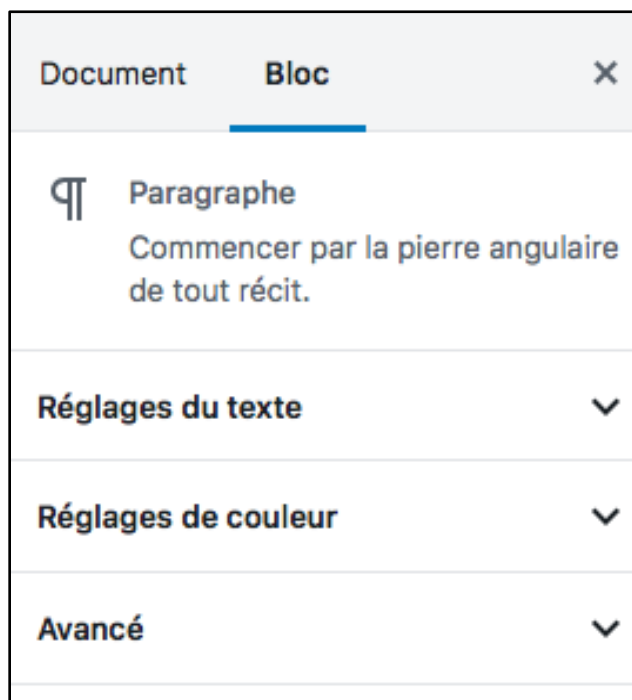 Document Bloc ×
¶ Paragraphe
Commencer par la pierre angulaire
de tout récit.
Réglages du texte
Réglages de couleur
Avancé